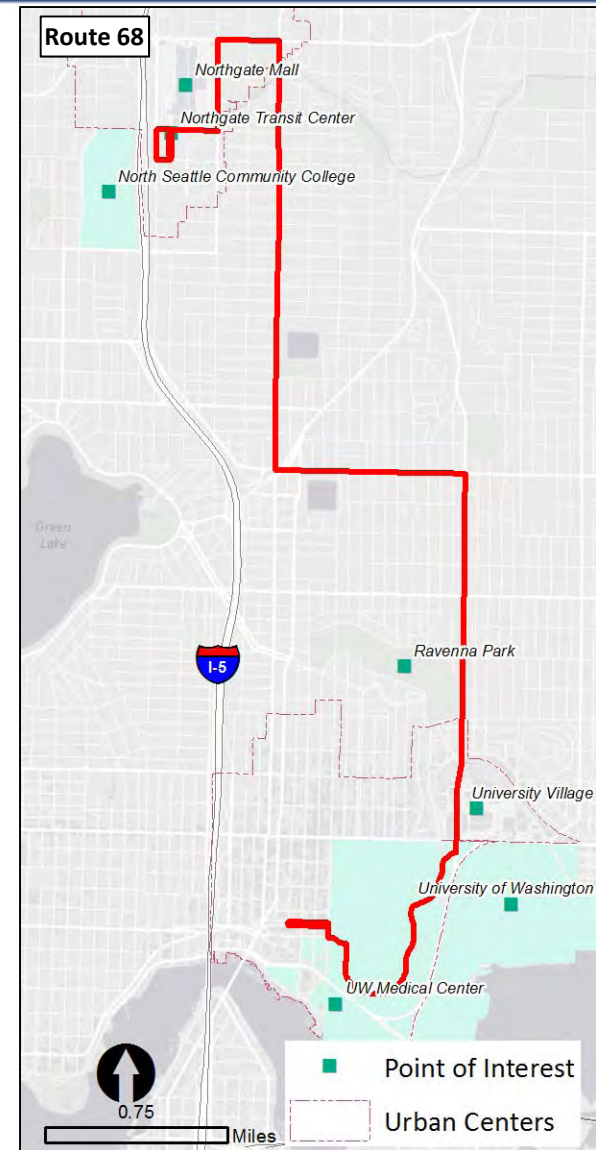 Route 68
Northgate Mall
Northgate Transit Center
North Seattle Community College
Green
Lake
I-5
Ravenna Park
University Village
University of Washington
UW Medical Center
0.75
Miles
Point of Interest
Urban Centers